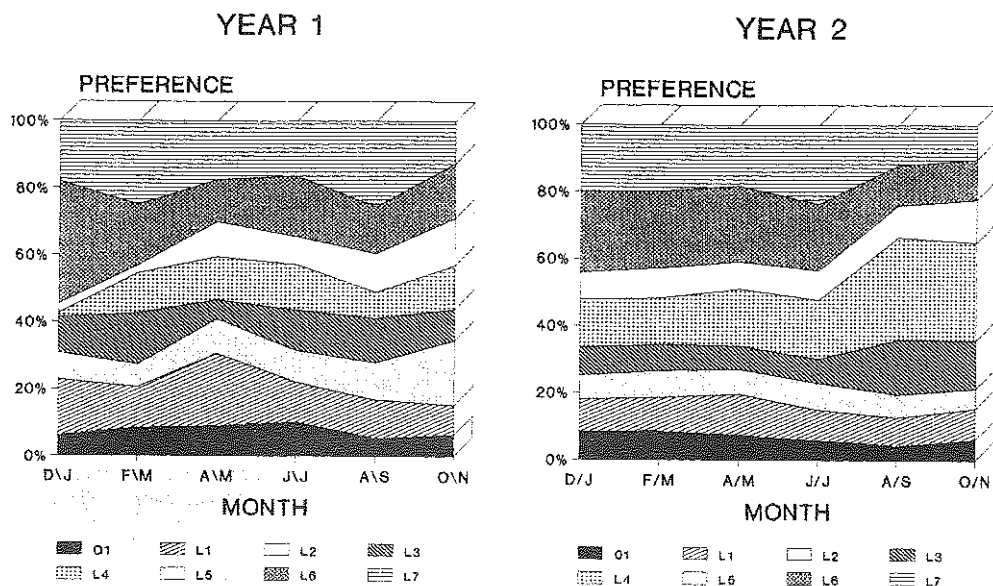 YEAR 1
PREFERENCE
100%
80%
60%
40%
20%
0%
D\J F\M A\M J\J A\S O\N
MONTH
O1 L1 L2 L3
L4 L5 L6 L7
YEAR 2
PREFERENCE
100%
80%
60%
40%
20%
0%
D/J F/M A/M J/J A/S O/N
MONTH
O1 L1 L2 L3
L4 L5 L6 L7